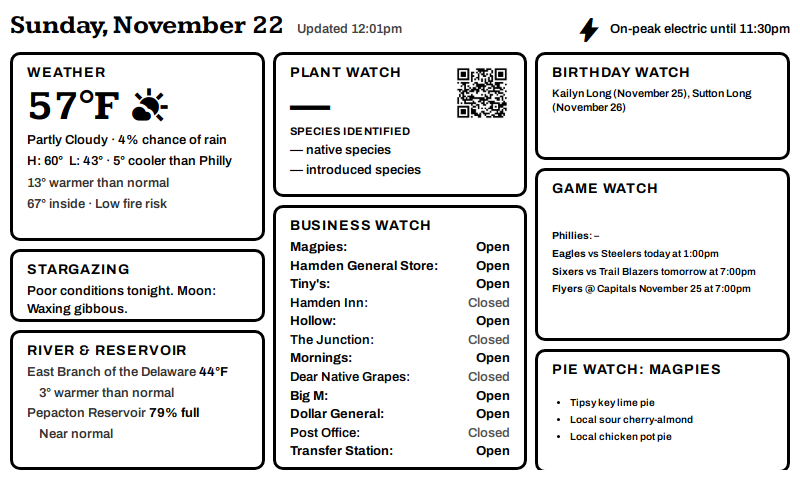 Sunday, November 22 Updated 12:01pm
On-peak electric until 11:30pm
WEATHER
57°F
Partly Cloudy · 4% chance of rain
H: 60° L: 43° · 5° cooler than Philly
13° warmer than normal
67° inside · Low fire risk
STARGAZING
Poor conditions tonight. Moon:
Waxing gibbous.
RIVER & RESERVOIR
East Branch of the Delaware 44°F
3° warmer than normal
Pepacton Reservoir 79% full
Near normal
PLANT WATCH
—
SPECIES IDENTIFIED
— native species
— introduced species
BUSINESS WATCH
Magpies: Open
Hamden General Store: Open
Tiny's: Open
Hamden Inn: Closed
Hollow: Open
The Junction: Closed
Mornings: Open
Dear Native Grapes: Closed
Big M: Open
Dollar General: Open
Post Office: Closed
Transfer Station: Open
BIRTHDAY WATCH
Kailyn Long (November 25), Sutton Long
(November 26)
GAME WATCH
Phillies: –
Eagles vs Steelers today at 1:00pm
Sixers vs Trail Blazers tomorrow at 7:00pm
Flyers @ Capitals November 25 at 7:00pm
PIE WATCH: MAGPIES
• Tipsy key lime pie
• Local sour cherry-almond
• Local chicken pot pie